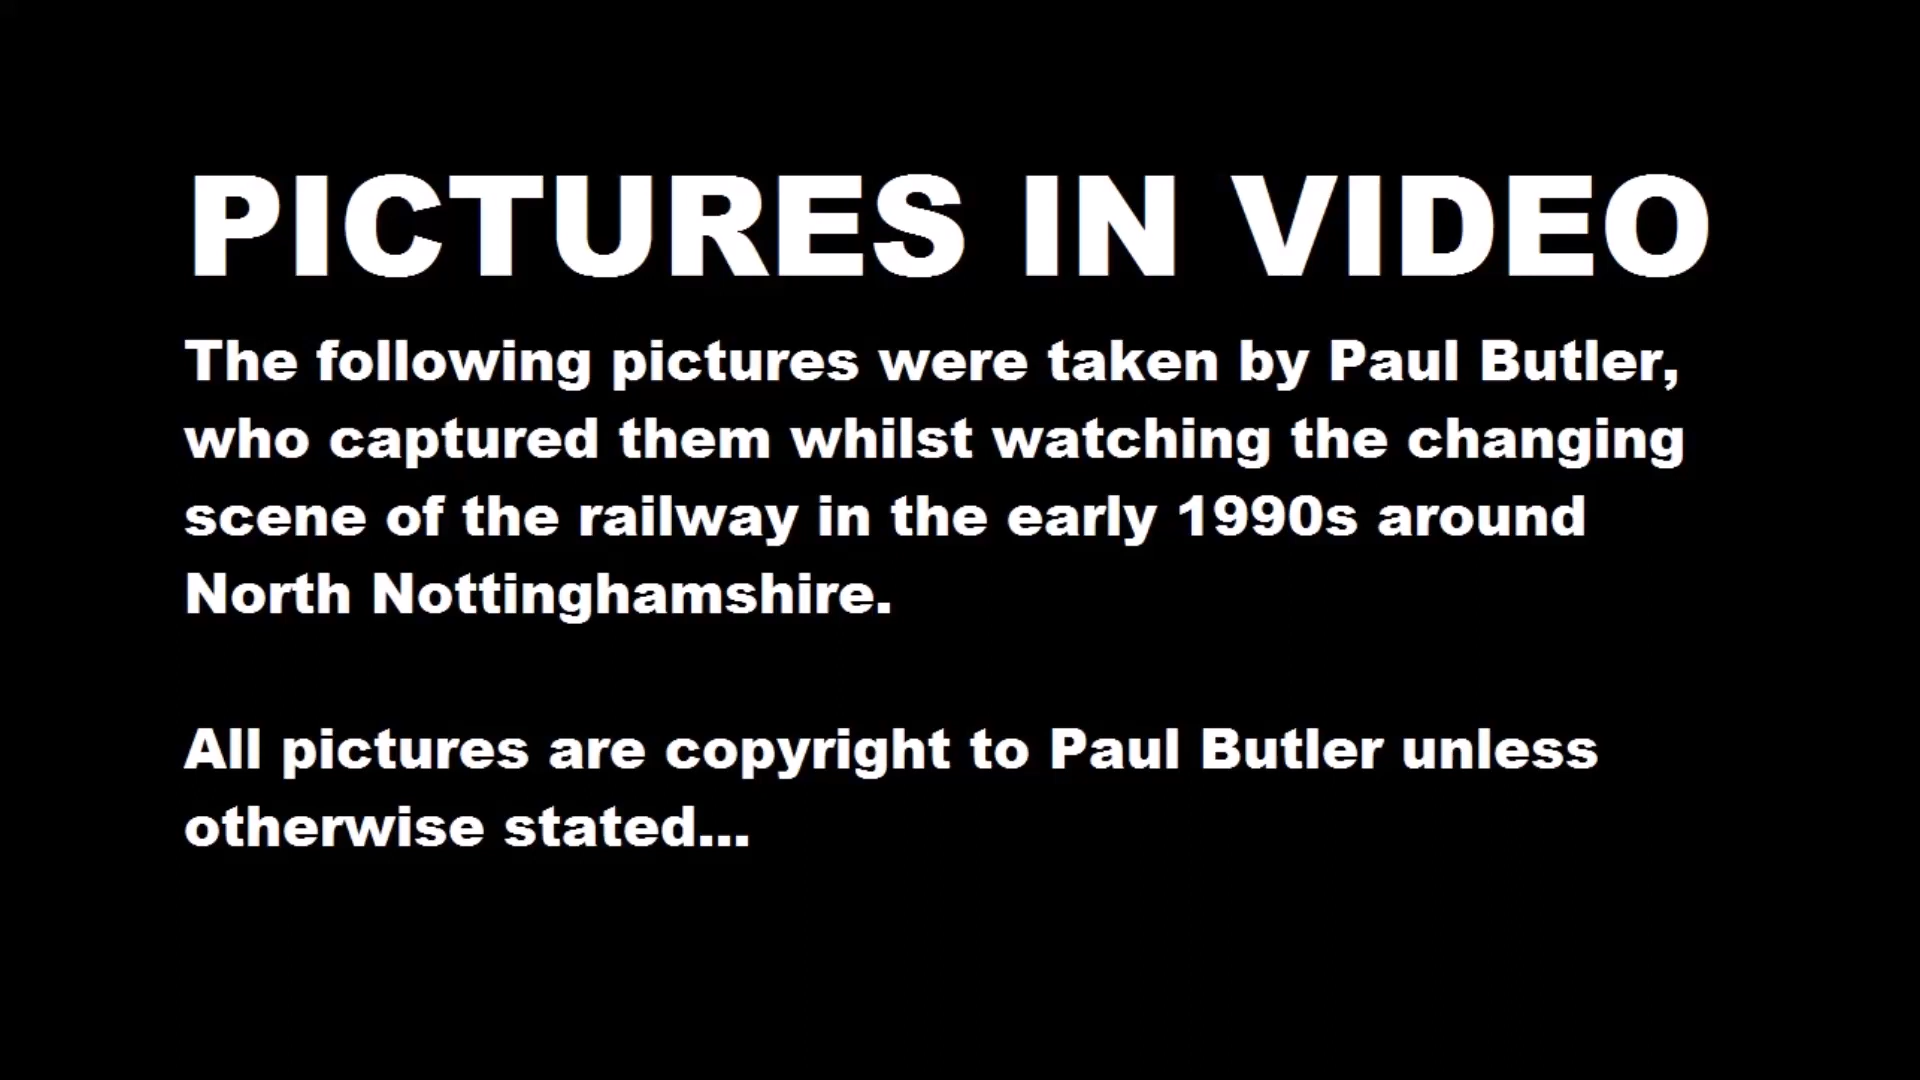 PICTURES IN VIDEO
The following pictures were taken by Paul Butler,
who captured them whilst watching the changing
scene of the railway in the early 1990s around
North Nottinghamshire.
All pictures are copyright to Paul Butler unless
otherwise stated...